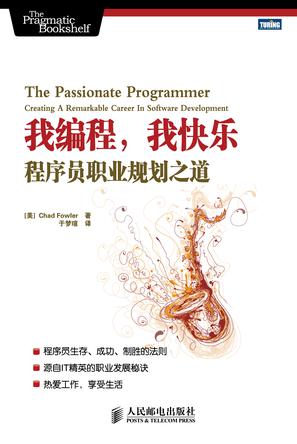 The
Pragmatic
Bookshelf
TURING
The Passionate Programmer
Creating A Remarkable Career In Software Development
我编程，我快乐
程序员职业规划之道
[美] Chad Fowler 著
于梦瑄 译
程序员生存、成功、制胜的法则
源自IT精英的职业发展秘诀
热爱工作，享受生活
人民邮电出版社
POSTS & TELECOM PRESS